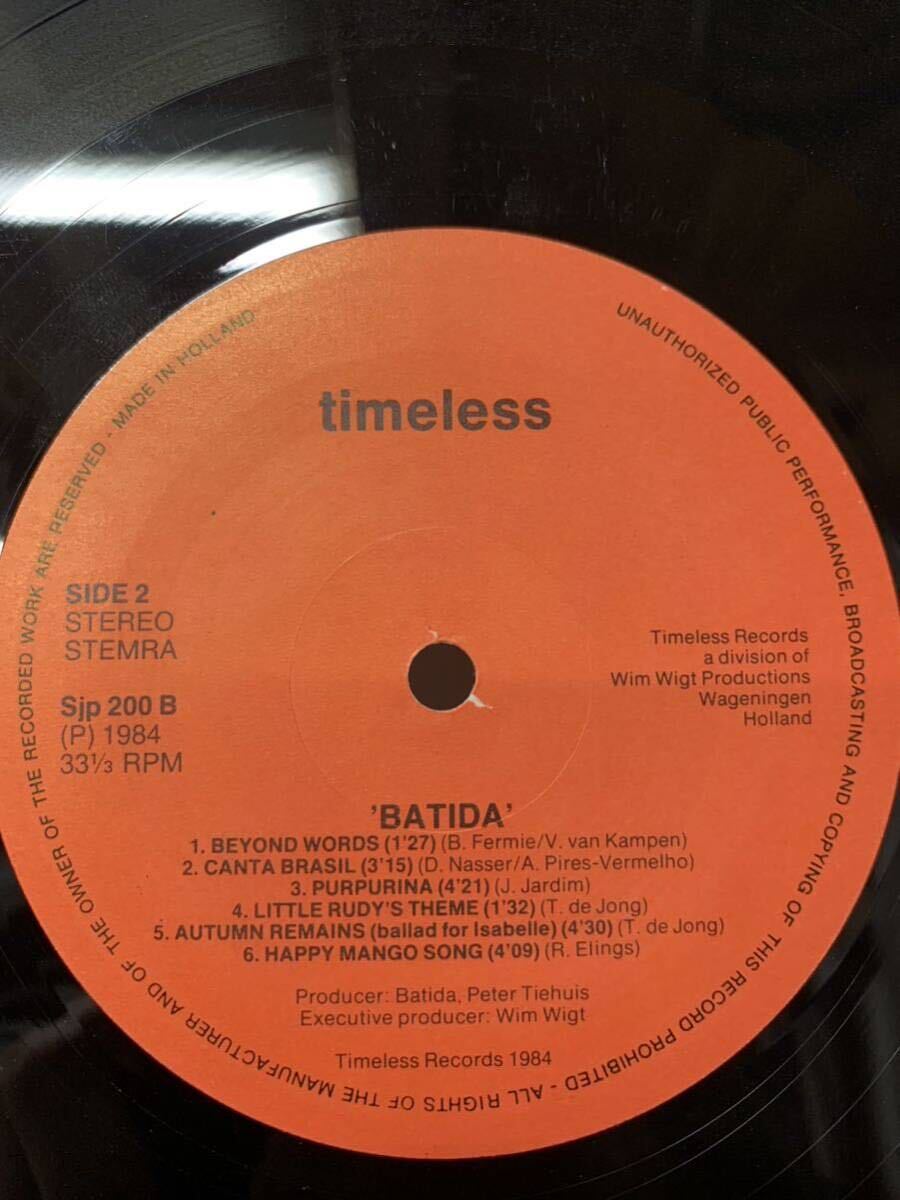 timeless
SIDE 2
STEREO
STEMRA
Sjp 200 B
(P) 1984
33⅓ RPM
Timeless Records
a division of
Wim Wigt Productions
Wageningen
Holland
'BATIDA'
1. BEYOND WORDS (1'27) (B. Fermie/V. van Kampen)
2. CANTA BRASIL (3'15) (D. Nasser/A. Pires-Vermelho)
3. PURPURINA (4'21) (J. Jardim)
4. LITTLE RUDY'S THEME (1'32) (T. de Jong)
5. AUTUMN REMAINS (ballad for Isabelle) (4'30) (T. de Jong)
6. HAPPY MANGO SONG (4'09) (R. Elings)
Producer: Batida, Peter Tiehuis
Executive producer: Wim Wigt
Timeless Records 1984
UNAUTHORIZED PUBLIC PERFORMANCE, BROADCASTING AND COPYING OF THIS RECORD PROHIBITED - ALL RIGHTS OF THE MANUFACTURER AND OF THE OWNER OF THE RECORDED WORK ARE RESERVED - MADE IN HOLLAND